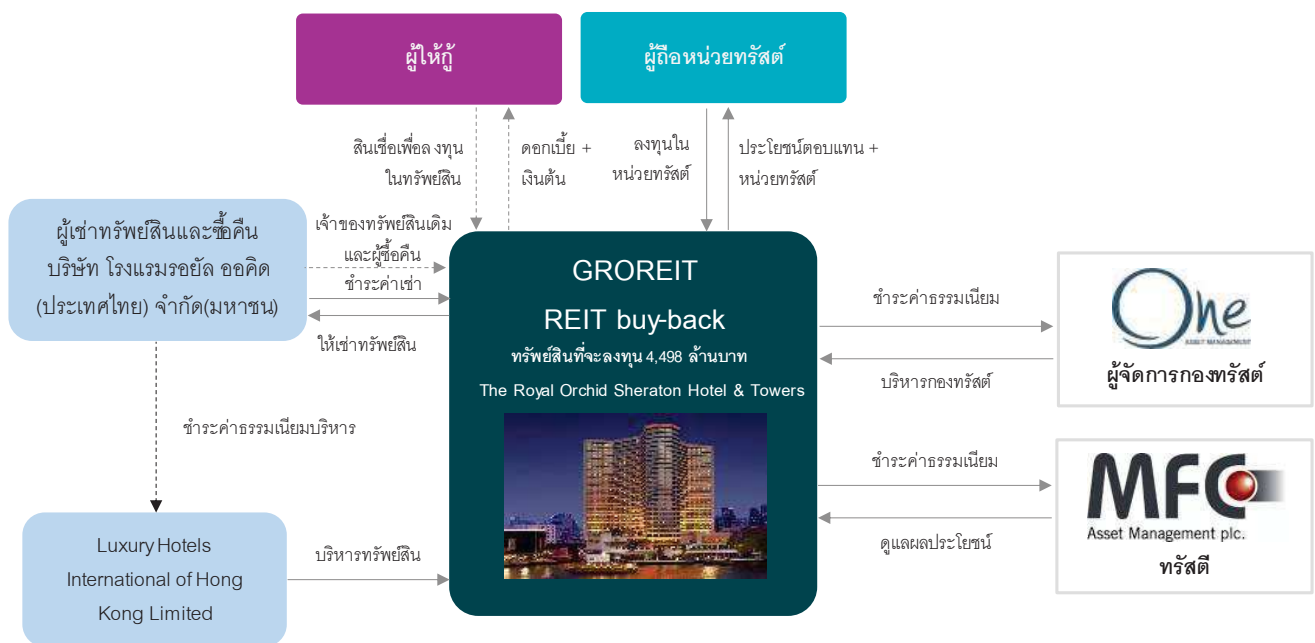 ผู้ให้กู้
ผู้ถือหน่วยทรัสต์
สินเชื่อเพื่อลงทุน
ในทรัพย์สิน
ดอกเบี้ย +
เงินต้น
ลงทุนใน
หน่วยทรัสต์
ประโยชน์ตอบแทน +
หน่วยทรัสต์
ผู้เช่าทรัพย์สินและซื้อคืน
บริษัท โรงแรมรอยัล ออคิด
(ประเทศไทย) จำกัด(มหาชน)
เจ้าของทรัพย์สินเดิม
และผู้ซื้อคืน
ชำระค่าเช่า
ให้เช่าทรัพย์สิน
GROREIT
REIT buy-back
ทรัพย์สินที่จะลงทุน 4,498 ล้านบาท
The Royal Orchid Sheraton Hotel & Towers
ชำระค่าธรรมเนียม
บริหารกองทรัสต์
One
ASSET MANAGEMENT
ผู้จัดการกองทรัสต์
ชำระค่าธรรมเนียมบริหาร
ชำระค่าธรรมเนียม
ดูแลผลประโยชน์
MFC
Asset Management plc.
ทรัสตี
Luxury Hotels
International of Hong
Kong Limited
บริหารทรัพย์สิน